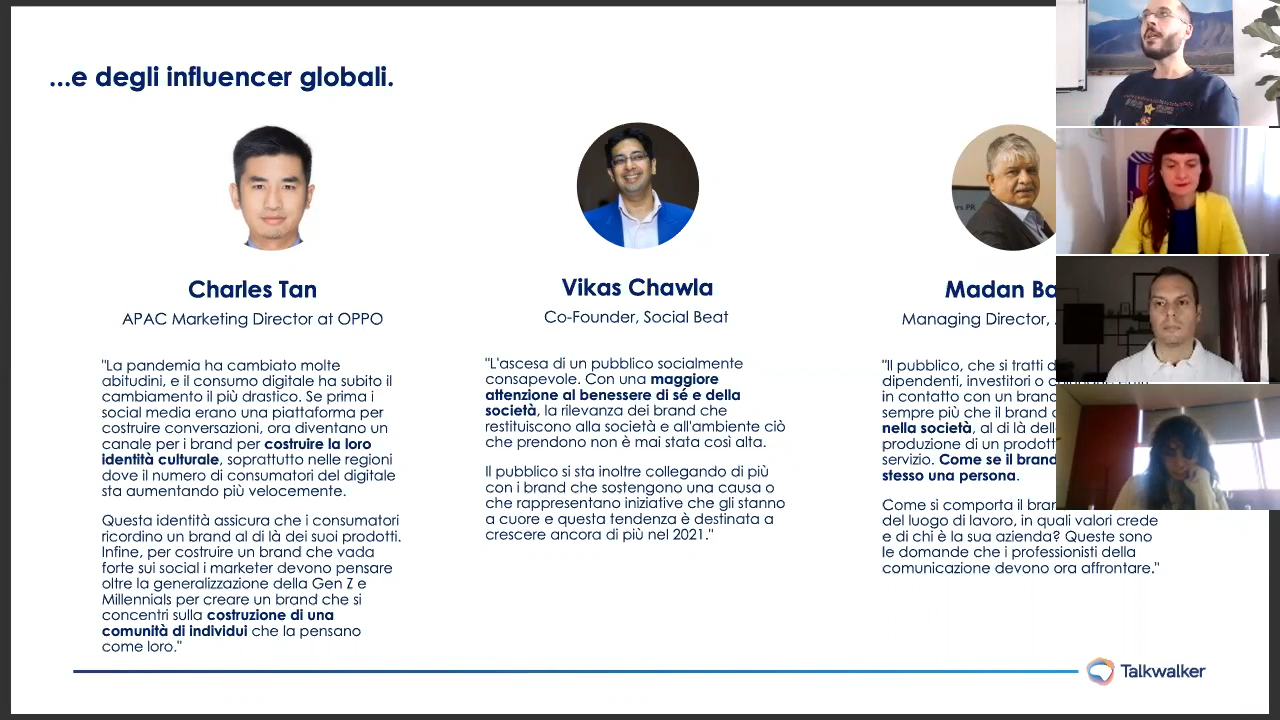 ...e degli influencer globali.
Charles Tan
APAC Marketing Director at OPPO
"La pandemia ha cambiato molte
abitudini, e il consumo digitale ha subito il
cambiamento il più drastico. Se prima i
social media erano una piattaforma per
costruire conversazioni, ora diventano un
canale per i brand per costruire la loro
identità culturale, soprattutto nelle regioni
dove il numero di consumatori del digitale
sta aumentando più velocemente.
Questa identità assicura che i consumatori
ricordino un brand al di là dei suoi prodotti.
Infine, per costruire un brand che vada
forte sui social i marketer devono pensare
oltre la generalizzazione della Gen Z e
Millennials per creare un brand che si
concentri sulla costruzione di una
comunità di individui che la pensano
come loro."
Vikas Chawla
Co-Founder, Social Beat
"L'ascesa di un pubblico socialmente
consapevole. Con una maggiore
attenzione al benessere di sé e della
società, la rilevanza dei brand che
restituiscono alla società e all'ambiente ciò
che prendono non è mai stata così alta.
Il pubblico si sta inoltre collegando di più
con i brand che sostengono una causa o
che rappresentano iniziative che gli stanno
a cuore e questa tendenza è destinata a
crescere ancora di più nel 2021."
Madan
Managing Director,
"Il pubblico, che si tratti
dipendenti, investitori o
in contatto con un brand
sempre più che il brand
nella società, al di là
produzione di un prodotto
servizio. Come se il brand
stesso una persona.
Come si comporta il
del luogo di lavoro, in quali valori crede
e di chi è la sua azienda? Queste sono
le domande che i professionisti della
comunicazione devono ora affrontare."
Talkwalker